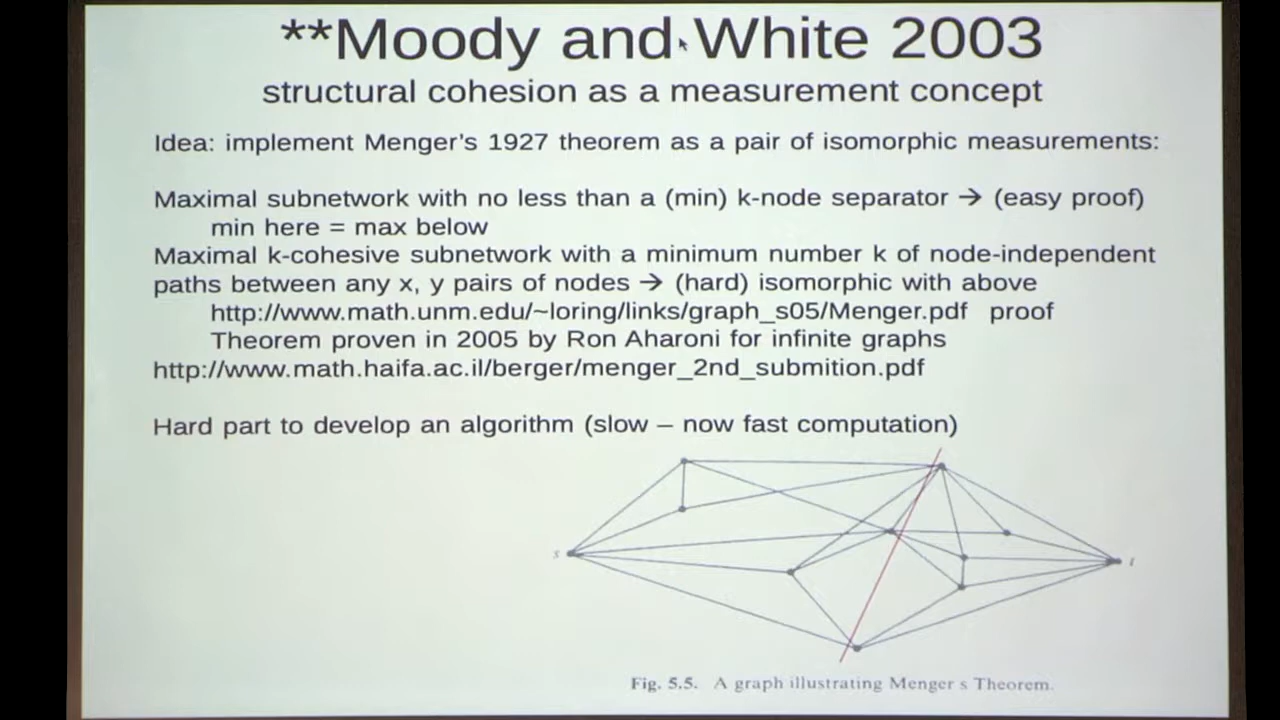 **Moody and White 2003
structural cohesion as a measurement concept
Idea: implement Menger's 1927 theorem as a pair of isomorphic measurements:
Maximal subnetwork with no less than a (min) k-node separator → (easy proof)
min here = max below
Maximal k-cohesive subnetwork with a minimum number k of node-independent
paths between any x, y pairs of nodes → (hard) isomorphic with above
http://www.math.unm.edu/~loring/links/graph_s05/Menger.pdf proof
Theorem proven in 2005 by Ron Aharoni for infinite graphs
http://www.math.haifa.ac.il/berger/menger_2nd_submition.pdf
Hard part to develop an algorithm (slow – now fast computation)
s
t
Fig. 5.5. A graph illustrating Menger s Theorem.